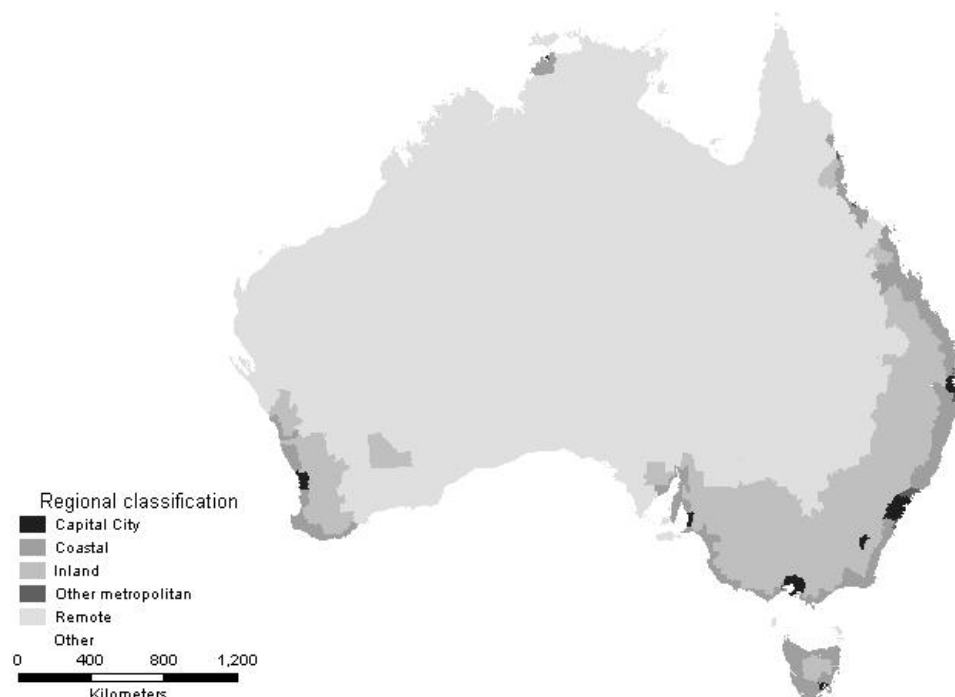 Regional classification
Capital City
Coastal
Inland
Other metropolitan
Remote
Other
0 400 800 1,200
Kilometers